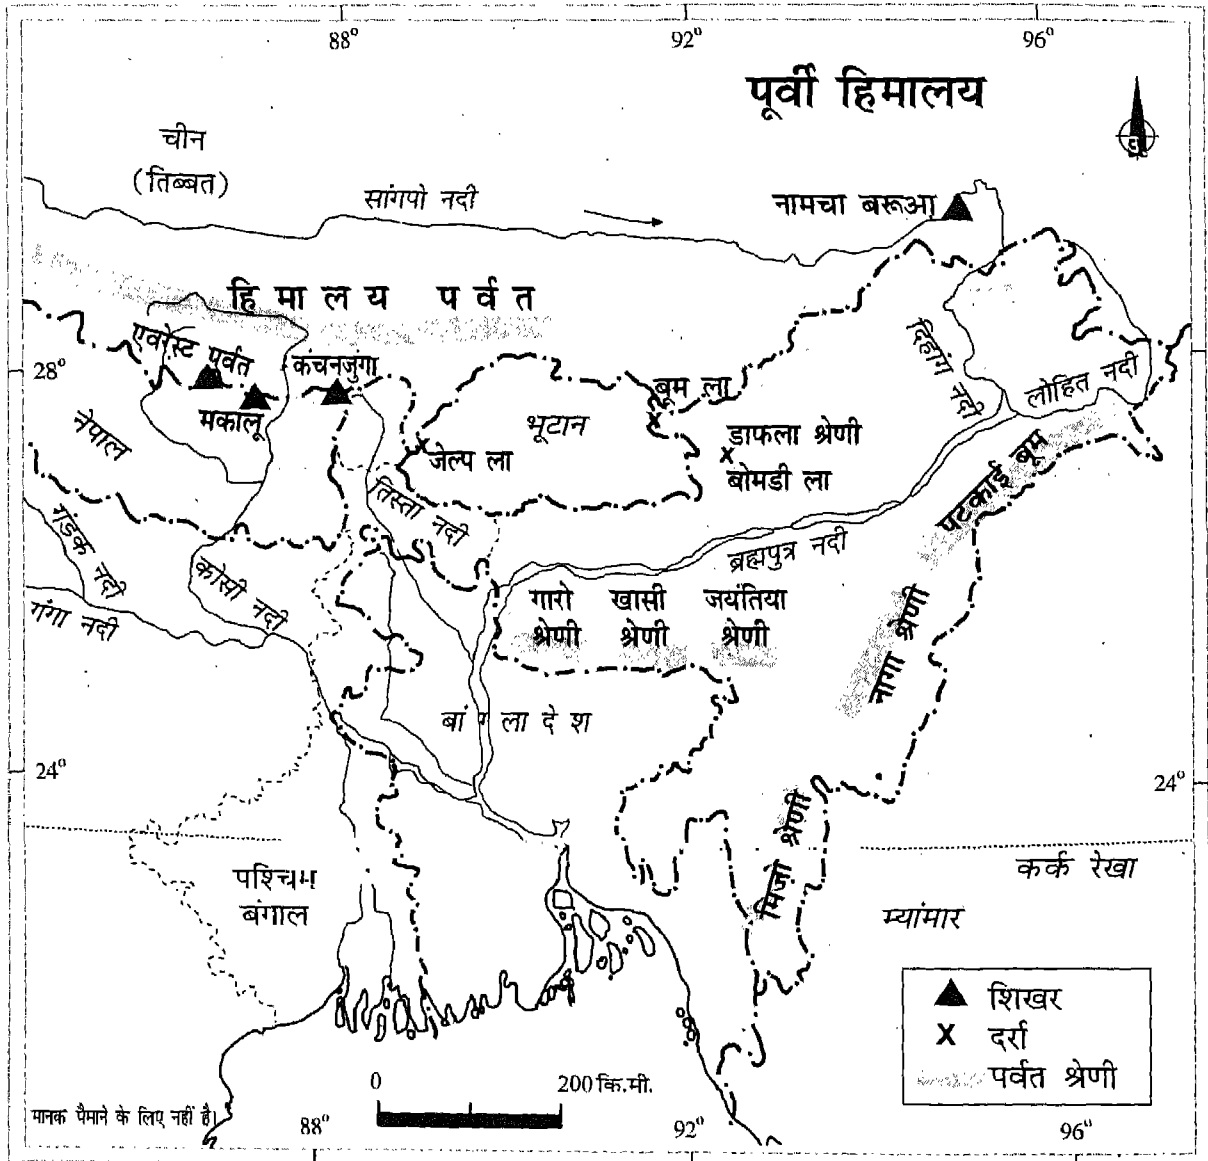 88° 92° 96°
पूर्वी हिमालय
चीन
(तिब्बत)
सांगपो नदी
नामचा बरूआ
हिमालय पर्वत
एवरेस्ट पर्वत
कंचनजुंगा
मकालू
28°
नेपाल
भूटान
बूम ला
जेल्प ला
डाफला श्रेणी
बोमडी ला
दिहांग नदी
लोहित नदी
पटकाई बूम
तिस्ता नदी
ब्रह्मपुत्र नदी
गंडक नदी
कोसी नदी
गंगा नदी
गारो
श्रेणी
खासी
श्रेणी
जयंतिया
श्रेणी
नागा श्रेणी
बांगलादेश
24° 24°
मिजो श्रेणी
कर्क रेखा
पश्चिम
बंगाल
म्यांमार
शिखर
X दर्रा
पर्वत श्रेणी
0 200 कि.मी.
मानक पैमाने के लिए नहीं है।
88° 92° 96°